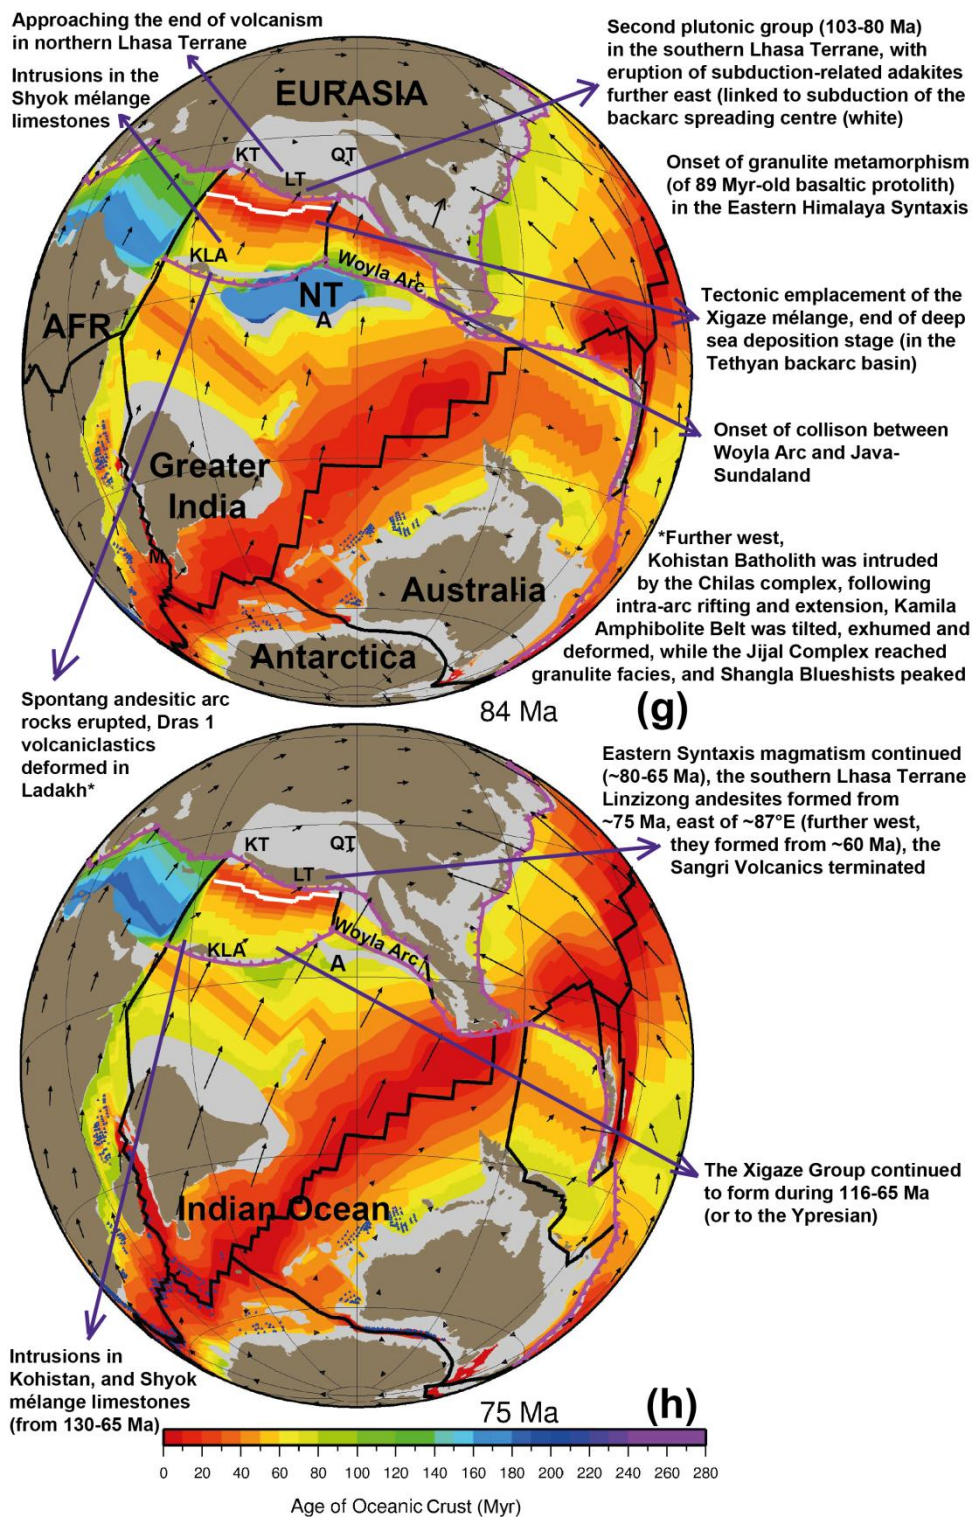 Approaching the end of volcanism
in northern Lhasa Terrane
Intrusions in the
Shyok mélange
limestones
Second plutonic group (103-80 Ma)
in the southern Lhasa Terrane, with
eruption of subduction-related adakites
further east (linked to subduction of the
backarc spreading centre (white)
Onset of granulite metamorphism
(of 89 Myr-old basaltic protolith)
in the Eastern Himalaya Syntaxis
Tectonic emplacement of the
Xigaze mélange, end of deep
sea deposition stage (in the
Tethyan backarc basin)
Onset of collison between
Woyla Arc and Java-
Sundaland
*Further west,
Kohistan Batholith was intruded
by the Chilas complex, following
intra-arc rifting and extension, Kamila
Amphibolite Belt was tilted, exhumed and
deformed, while the Jijal Complex reached
granulite facies, and Shangla Blueshists peaked
Spontang andesitic arc
rocks erupted, Dras 1
volcaniclastics
deformed in
Ladakh*
EURASIA
KT
QT
LT
KLA
Woyla Arc
NT
A
AFR
Greater
India
M
Australia
Antarctica
84 Ma
(g)
Eastern Syntaxis magmatism continued
(~80-65 Ma), the southern Lhasa Terrane
Linzizong andesites formed from
~75 Ma, east of ~87°E (further west,
they formed from ~60 Ma), the
Sangri Volcanics terminated
KT
QT
LT
KLA
Woyla Arc
A
Indian Ocean
The Xigaze Group continued
to form during 116-65 Ma
(or to the Ypresian)
Intrusions in
Kohistan, and Shyok
mélange limestones
(from 130-65 Ma)
75 Ma
(h)
0 20 40 60 80 100 120 140 160 180 200 220 240 260 280
Age of Oceanic Crust (Myr)